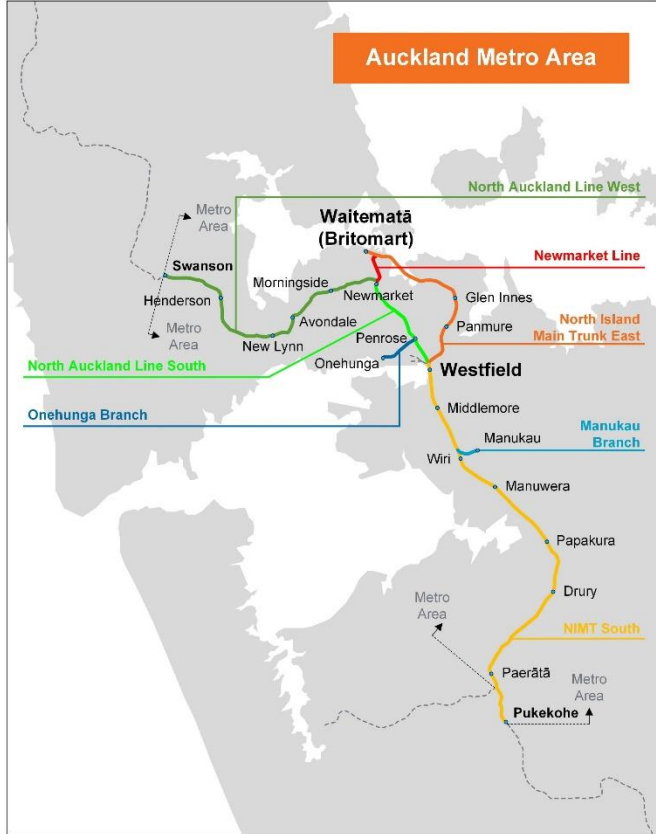 Auckland Metro Area
North Auckland Line West
Metro
Area
Waitematā
(Britomart)
Newmarket Line
Swanson
Morningside
Henderson
Newmarket
Glen Innes
Metro
Area
Avondale
North Island
Main Trunk East
Panmure
New Lynn
Penrose
North Auckland Line South
Onehunga
Westfield
Onehunga Branch
Middlemore
Manukau
Branch
Manukau
Wiri
Manuwera
Papakura
Metro
Area
Drury
NIMT South
Paerātā
Metro
Area
Pukekohe